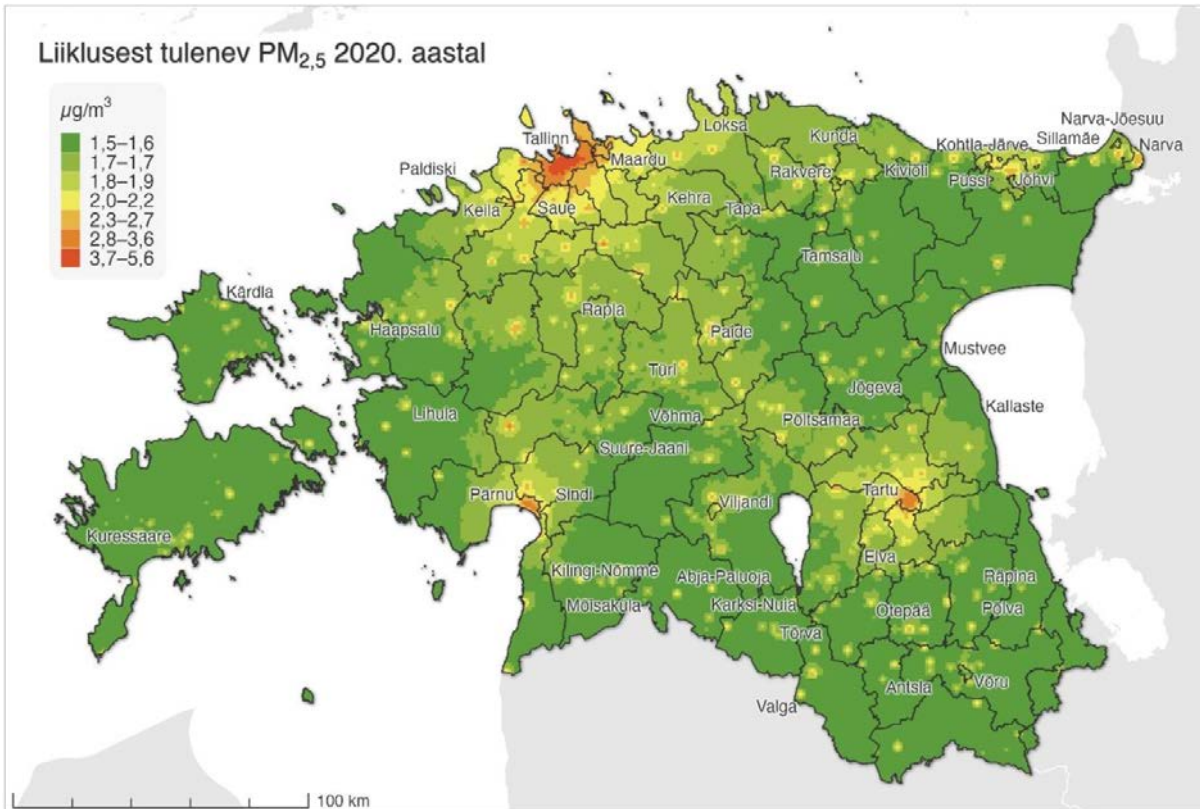 Liiklusest tulenev PM2,5 2020. aastal
µg/m³
1,5–1,6
1,7–1,7
1,8–1,9
2,0–2,2
2,3–2,7
2,8–3,6
3,7–5,6
Narva-Jõesuu
Loksa
Tallinn
Kunda
Sillamäe
Kohtla-Järve
Narva
Maardu
Paldiski
Rakvere
Kiviõli
Püssi
Jõhvi
Kehra
Keila
Saue
Tapa
Tamsalu
Kärdla
Rapla
Haapsalu
Paide
Mustvee
Türi
Jõgeva
Kallaste
Lihula
Võhma
Põltsamaa
Suure-Jaani
Tartu
Pärnu
Sindi
Viljandi
Kuressaare
Elva
Kilingi-Nõmme
Abja-Paluoja
Räpina
Mõisaküla
Karksi-Nuia
Otepää
Põlva
Tõrva
Võru
Antsla
Valga
100 km